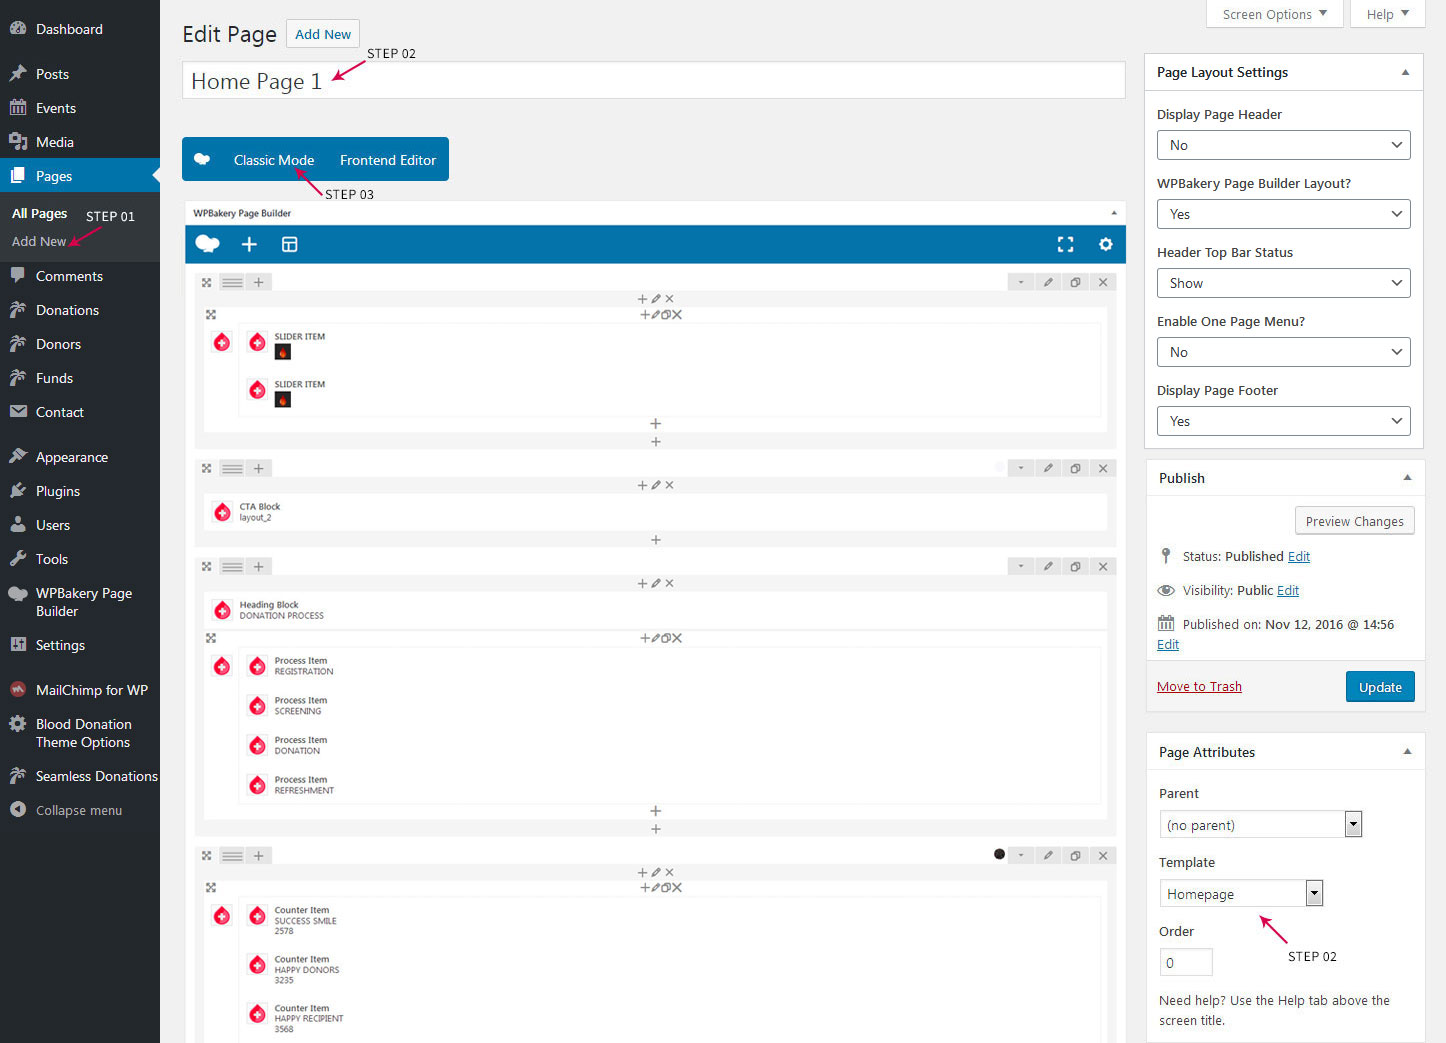 Dashboard
Posts
Events
Media
Pages
All Pages
STEP 01
Add New
Comments
Donations
Donors
Funds
Contact
Appearance
Plugins
Users
Tools
WPBakery Page
Builder
Settings
MailChimp for WP
Blood Donation
Theme Options
Seamless Donations
Collapse menu
Screen Options
Help
Edit Page
Add New
STEP 02
Home Page 1
Classic Mode
Frontend Editor
STEP 03
WPBakery Page Builder
SLIDER ITEM
SLIDER ITEM
CTA Block
layout_2
Heading Block
DONATION PROCESS
Process Item
REGISTRATION
Process Item
SCREENING
Process Item
DONATION
Process Item
REFRESHMENT
Counter Item
SUCCESS SMILE
2578
Counter Item
HAPPY DONORS
3235
Counter Item
HAPPY RECIPIENT
3568
Page Layout Settings
Display Page Header
No
WPBakery Page Builder Layout?
Yes
Header Top Bar Status
Show
Enable One Page Menu?
No
Display Page Footer
Yes
Publish
Preview Changes
Status: Published Edit
Visibility: Public Edit
Published on: Nov 12, 2016 @ 14:56
Edit
Move to Trash
Update
Page Attributes
Parent
(no parent)
Template
Homepage
Order
STEP 02
0
Need help? Use the Help tab above the
screen title.